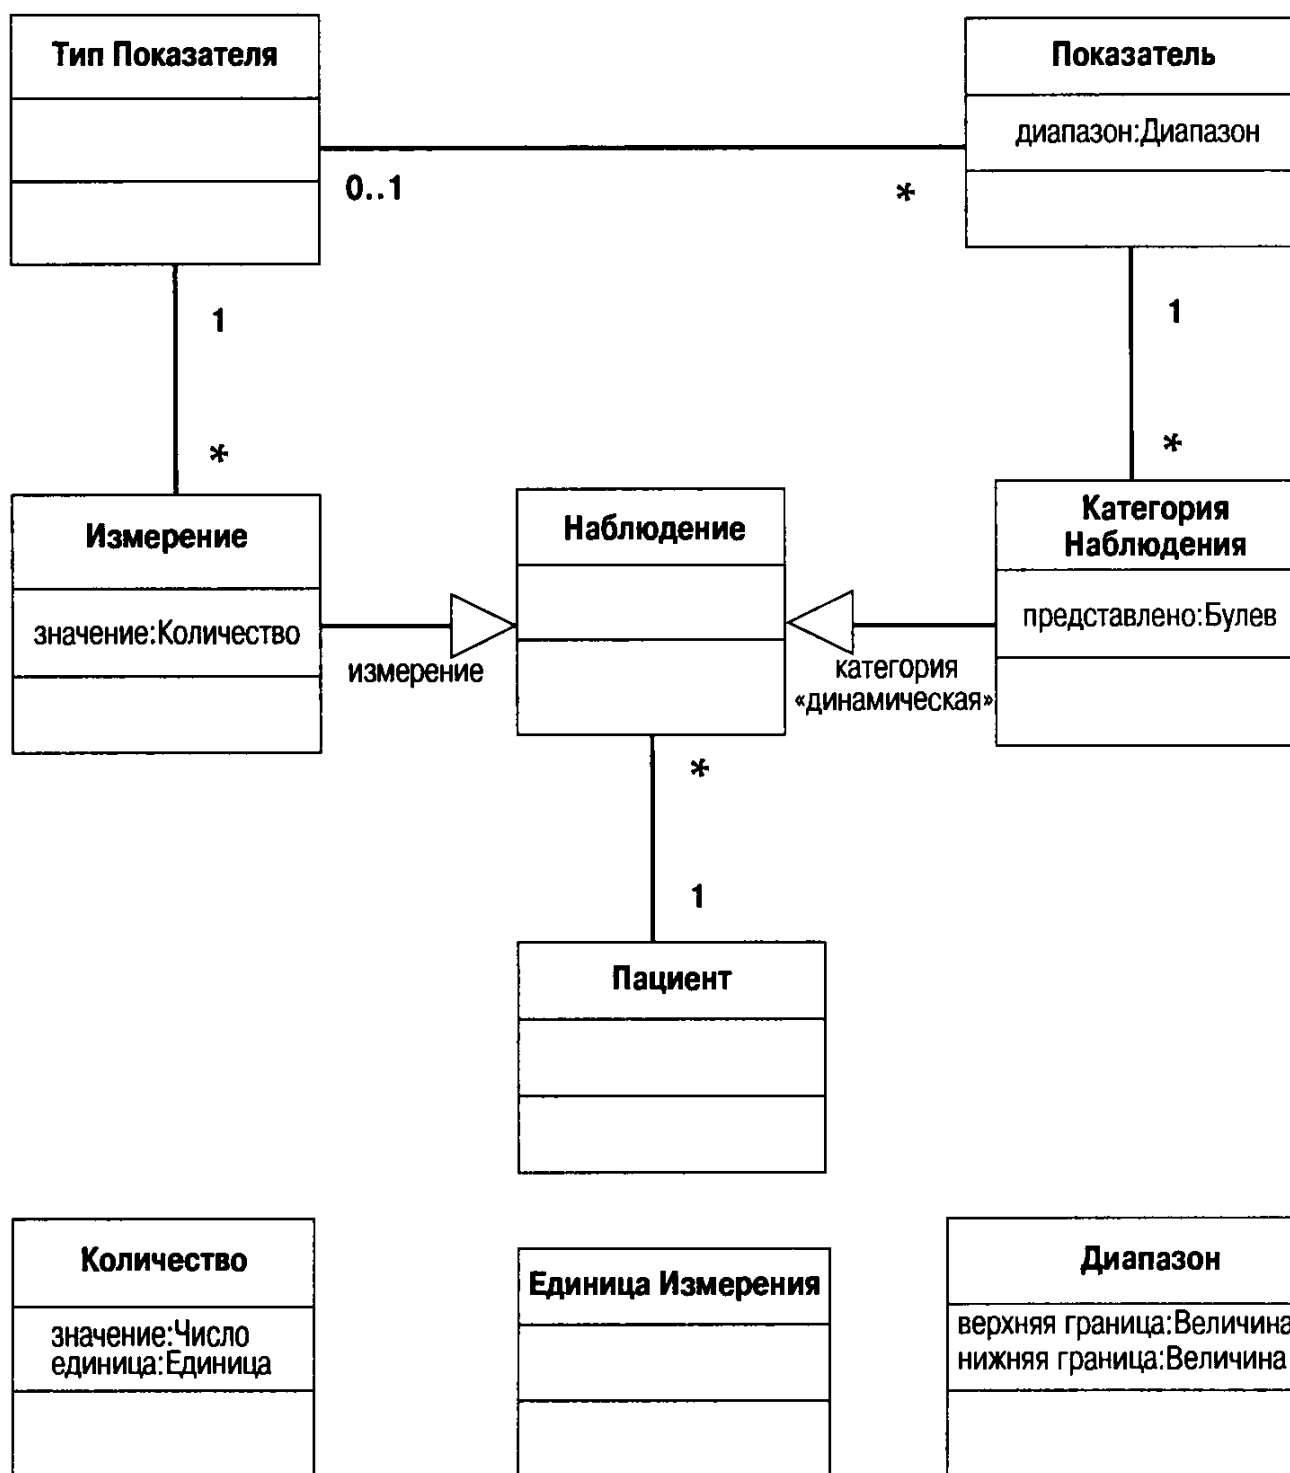 Тип Показателя
Показатель
диапазон:Диапазон
0..1
*
1
1
*
*
Измерение
Наблюдение
Категория
Наблюдения
значение:Количество
представлено:Булев
измерение
категория
«динамическая»
*
1
Пациент
Количество
Единица Измерения
Диапазон
значение:Число
единица:Единица
верхняя граница:Величина
нижняя граница:Величина